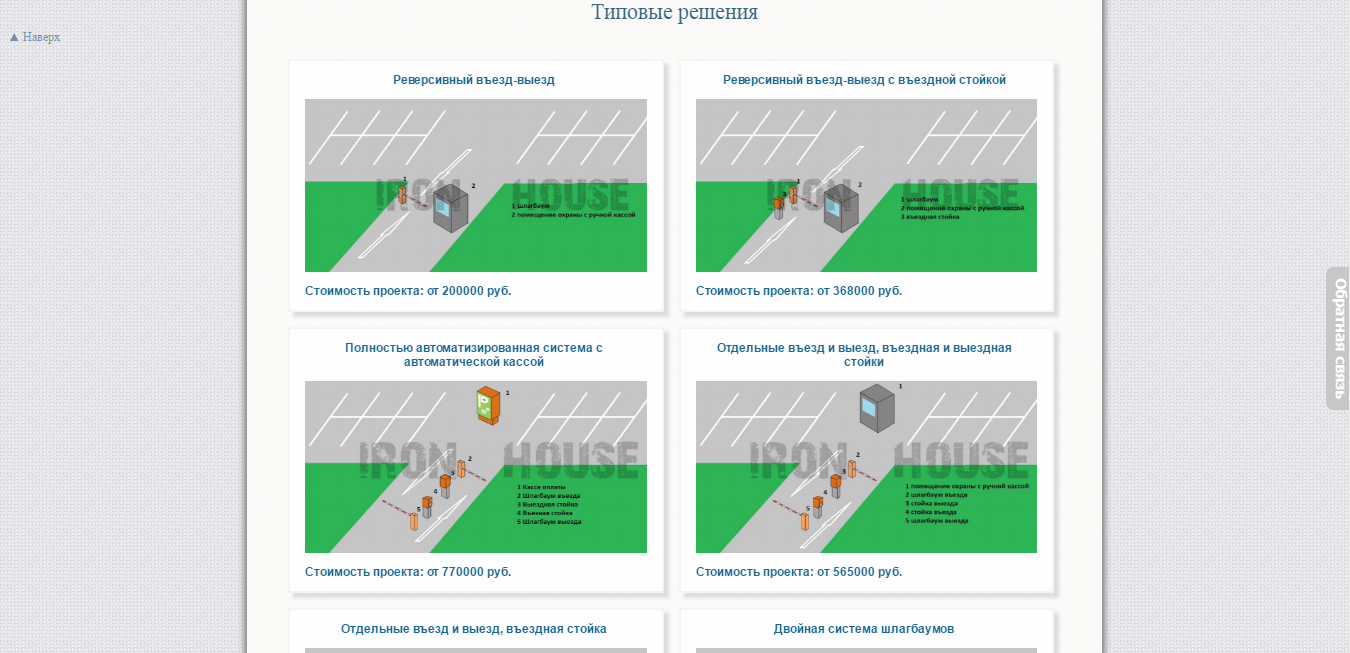 Типовые решения
▲ Наверх
Реверсивный въезд-выезд
1
2
IRON HOUSE
1 шлагбаум
2 помещение охраны с ручной кассой
Стоимость проекта: от 200000 руб.
Реверсивный въезд-выезд с въездной стойкой
1
2
3
IRON HOUSE
1 шлагбаум
2 помещение охраны с ручной кассой
3 въездная стойка
Стоимость проекта: от 368000 руб.
Обратная связь
Полностью автоматизированная система с
автоматической кассой
1
IRON HOUSE
2
3
4
5
1 Касса оплаты
2 Шлагбаум въезда
3 Выездная стойка
4 Въезная стойка
5 Шлагбаум выезда
Стоимость проекта: от 770000 руб.
Отдельные въезд и выезд, въездная и выездная
стойки
1
IRON HOUSE
2
3
4
5
1 помещение охраны с ручной кассой
2 шлагбаум въезда
3 стойка выезда
4 стойка въезда
5 шлагбаум выезда
Стоимость проекта: от 565000 руб.
Отдельные въезд и выезд, въездная стойка
Двойная система шлагбаумов